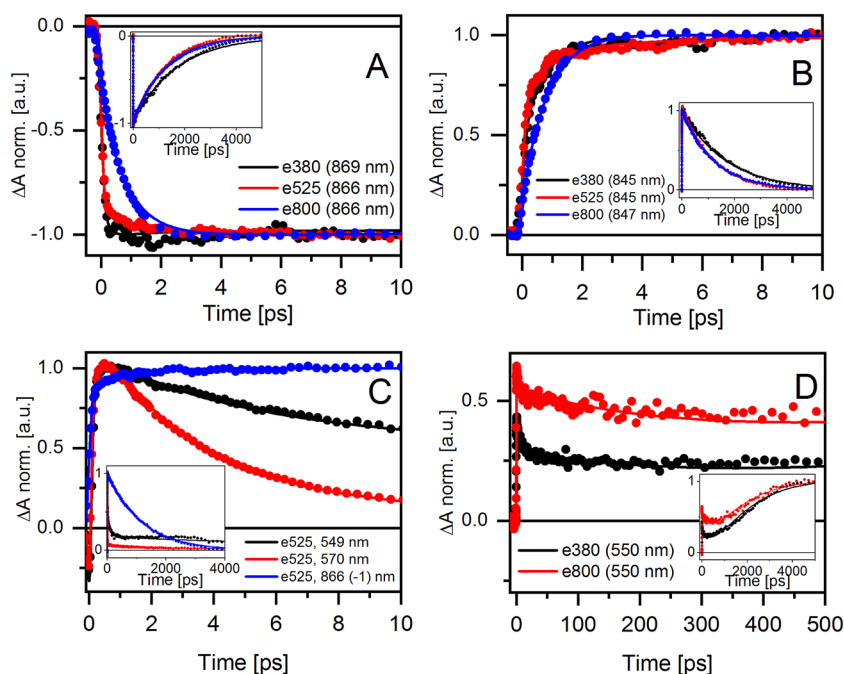 A
ΔA norm. [a.u.]
0.0
-0.5
-1.0
0
-1
0 2000 4000
Time [ps]
e380 (869 nm)
e525 (866 nm)
e800 (866 nm)
0 2 4 6 8 10
Time [ps]
B
ΔA norm. [a.u.]
1.0
0.5
0.0
1
0
0 2000 4000
Time [ps]
e380 (845 nm)
e525 (845 nm)
e800 (847 nm)
0 2 4 6 8 10
Time [ps]
C
ΔA norm. [a.u.]
1.0
0.5
0.0
1
0
0 2000 4000
Time [ps]
e525, 549 nm
e525, 570 nm
e525, 866 (-1) nm
0 2 4 6 8 10
Time [ps]
D
ΔA norm. [a.u.]
0.5
0.0
1
0
0 2000 4000
Time [ps]
e380 (550 nm)
e800 (550 nm)
0 100 200 300 400 500
Time [ps]